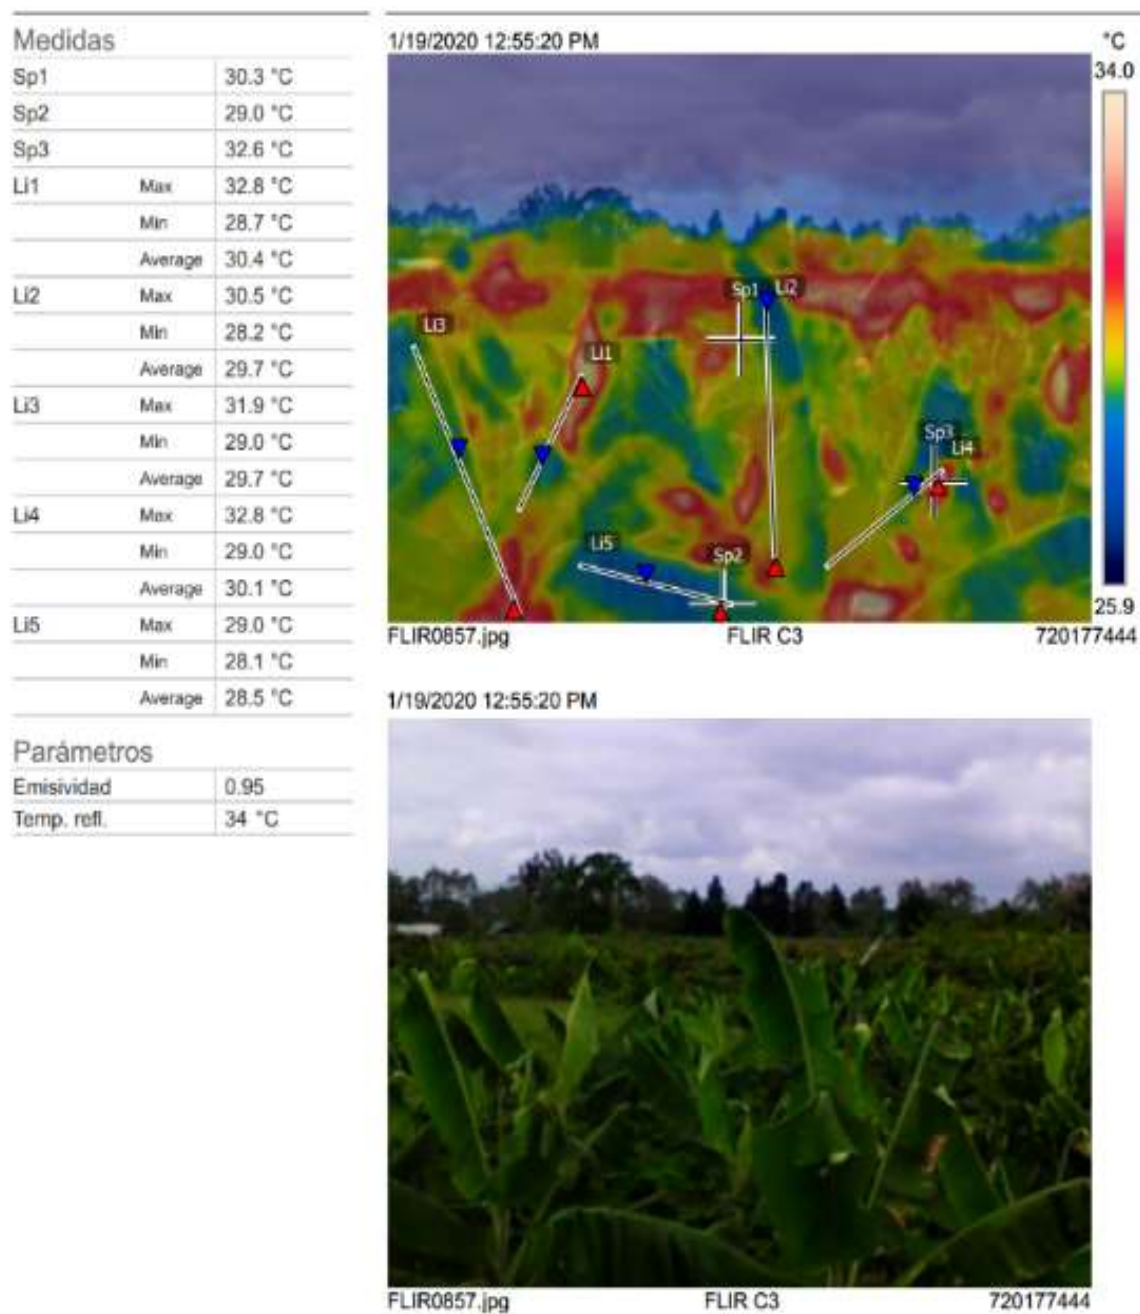 Medidas
Sp1 30.3 °C
Sp2 29.0 °C
Sp3 32.6 °C
Li1 Max 32.8 °C
Min 28.7 °C
Average 30.4 °C
Li2 Max 30.5 °C
Min 28.2 °C
Average 29.7 °C
Li3 Max 31.9 °C
Min 29.0 °C
Average 29.7 °C
Li4 Max 32.8 °C
Min 29.0 °C
Average 30.1 °C
Li5 Max 29.0 °C
Min 28.1 °C
Average 28.5 °C
Parámetros
Emisividad 0.95
Temp. refl. 34 °C
1/19/2020 12:55:20 PM
°C
34.0
Sp1 Li2
Li3
Li1
Sp3
Li4
Li5
Sp2
25.9
FLIR0857.jpg FLIR C3 720177444
1/19/2020 12:55:20 PM
FLIR0857.jpg FLIR C3 720177444